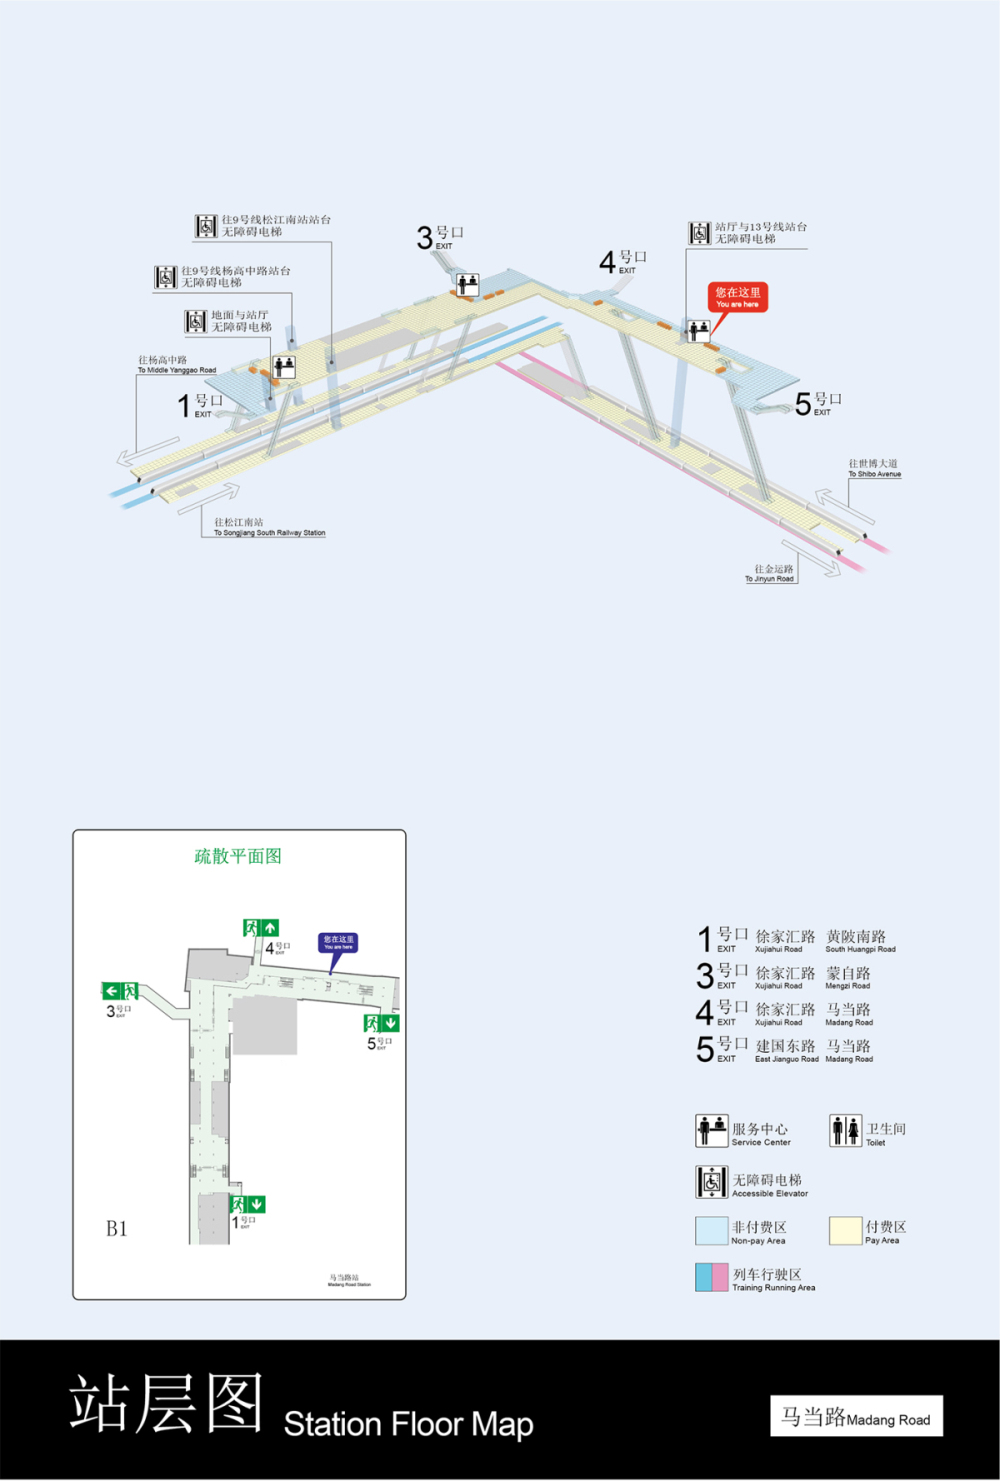 往9号线松江南站站台
无障碍电梯
3号口
EXIT
站厅与13号线站台
无障碍电梯
往9号线杨高中路站台
无障碍电梯
4号口
EXIT
您在这里
You are here
地面与站厅
无障碍电梯
往杨高中路
To Middle Yanggao Road
1号口
EXIT
5号口
EXIT
往世博大道
To Shibo Avenue
往松江南站
To Songjiang South Railway Station
往金运路
To Jinyun Road
疏散平面图
4号口
EXIT
您在这里
You are here
3号口
EXIT
5号口
EXIT
1号口
EXIT
B1
马当路站
Madang Road Station
1号口 徐家汇路 黄陂南路
EXIT Xujiahui Road South Huangpi Road
3号口 徐家汇路 蒙自路
EXIT Xujiahui Road Mengzi Road
4号口 徐家汇路 马当路
EXIT Xujiahui Road Madang Road
5号口 建国东路 马当路
EXIT East Jianguo Road Madang Road
服务中心 卫生间
Service Center Toilet
无障碍电梯
Accessible Elevator
非付费区 付费区
Non-pay Area Pay Area
列车行驶区
Training Running Area
站层图 Station Floor Map
马当路 Madang Road